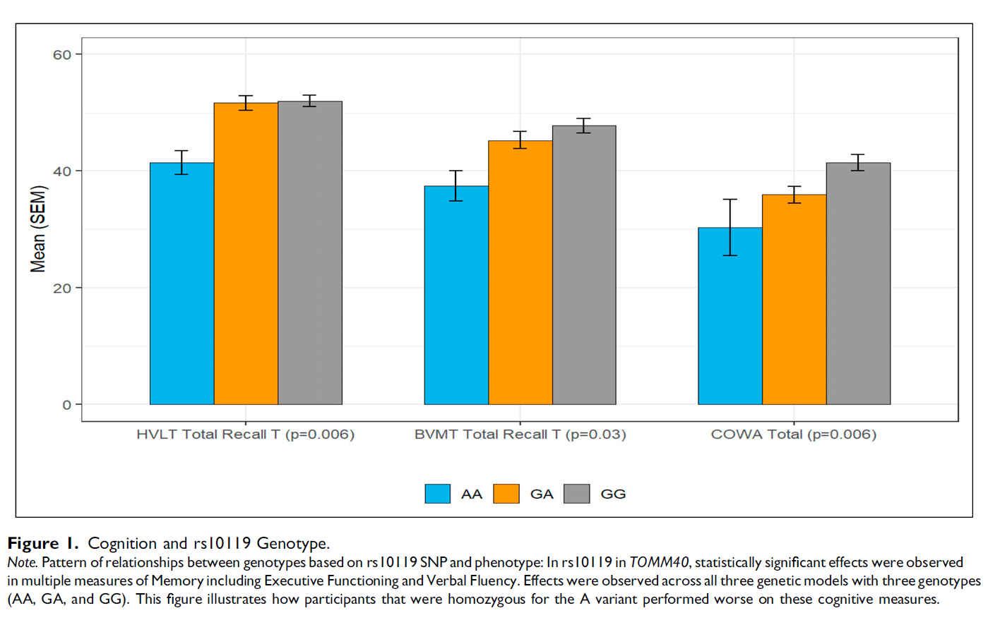 60
40
20
0
Mean (SEM)
HVLT Total Recall T (p=0.006)
BVMT Total Recall T (p=0.03)
COWA Total (p=0.006)
AA
GA
GG
Figure 1. Cognition and rs10119 Genotype.
Note. Pattern of relationships between genotypes based on rs10119 SNP and phenotype: In rs10119 in TOMM40, statistically significant effects were observed
in multiple measures of Memory including Executive Functioning and Verbal Fluency. Effects were observed across all three genetic models with three genotypes
(AA, GA, and GG). This figure illustrates how participants that were homozygous for the A variant performed worse on these cognitive measures.